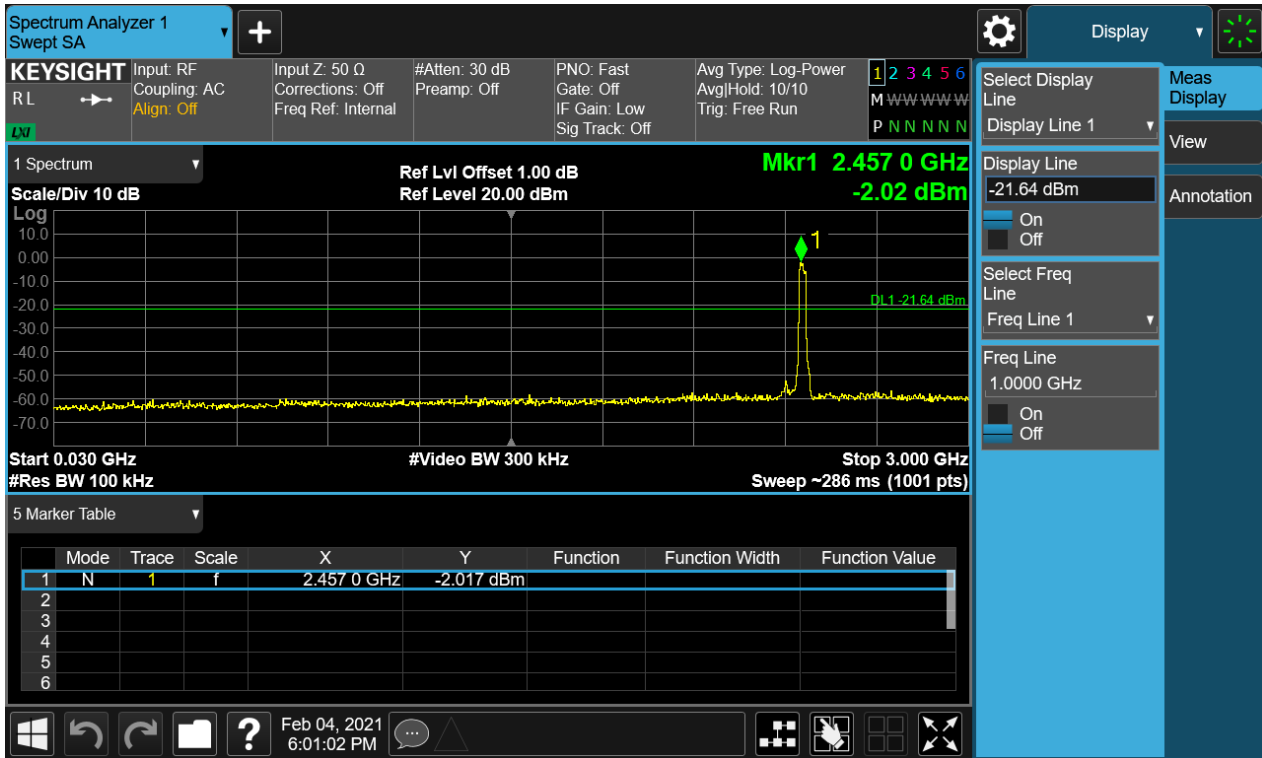 Spectrum Analyzer 1
Swept SA
Display
KEYSIGHT
R L
LXI
Input: RF
Coupling: AC
Align: Off
Input Z: 50 Ω
Corrections: Off
Freq Ref: Internal
#Atten: 30 dB
Preamp: Off
PNO: Fast
Gate: Off
IF Gain: Low
Sig Track: Off
Avg Type: Log-Power
Avg|Hold: 10/10
Trig: Free Run
1 2 3 4 5 6
M W W W W W
P N N N N N
1 Spectrum
Scale/Div 10 dB
Ref Lvl Offset 1.00 dB
Ref Level 20.00 dBm
Mkr1 2.457 0 GHz
-2.02 dBm
Log
10.0
0.00
-10.0
-20.0
-30.0
-40.0
-50.0
-60.0
-70.0
1
DL1 -21.64 dBm
Start 0.030 GHz
#Res BW 100 kHz
#Video BW 300 kHz
Stop 3.000 GHz
Sweep ~286 ms (1001 pts)
5 Marker Table
Mode Trace Scale X Y Function Function Width Function Value
1 N 1 f 2.457 0 GHz -2.017 dBm
2
3
4
5
6
Feb 04, 2021
6:01:02 PM
Select Display
Line
Display Line 1
Display Line
-21.64 dBm
On
Off
Select Freq
Line
Freq Line 1
Freq Line
1.0000 GHz
On
Off
Meas
Display
View
Annotation